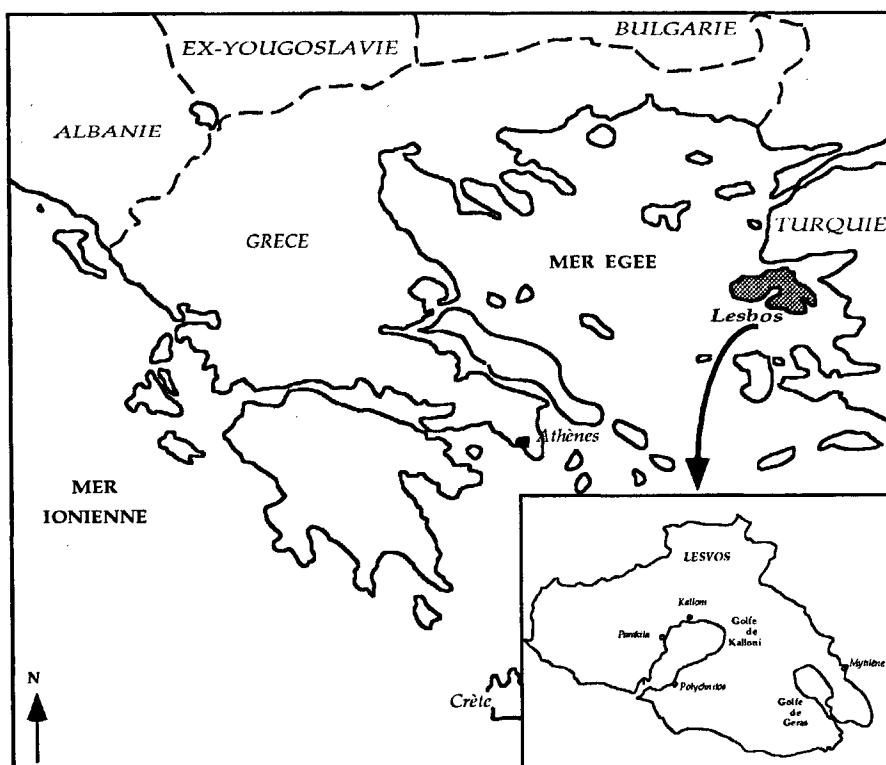 BULGARIE
EX-YOUGOSLAVIE
ALBANIE
TURQUIE
GRECE
MER EGEE
Lesbos
Athènes
MER
IONIENNE
LESVOS
Kalloni
Golfe
de
Kalloni
Mytilène
Golfe
de
Geras
N
Crète